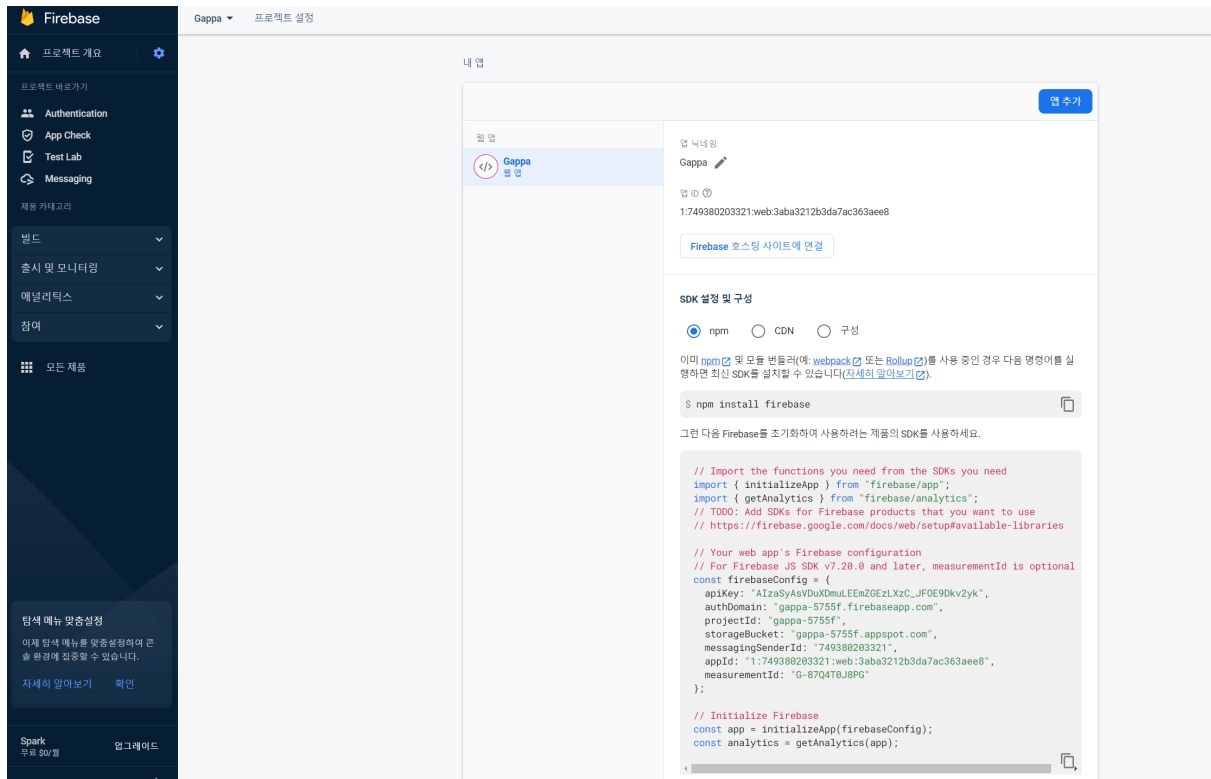 Firebase
Gappa
프로젝트 설정
프로젝트 개요
프로젝트 바로가기
Authentication
App Check
Test Lab
Messaging
제품 카테고리
빌드
출시 및 모니터링
애널리틱스
참여
모든 제품
탐색 메뉴 맞춤설정
이제 탐색 메뉴를 맞춤설정하여 콘
솔 환경에 집중할 수 있습니다.
자세히 알아보기 확인
Spark
무료 $0/월
업그레이드
내 앱
앱 추가
웹 앱
Gappa
웹 앱
앱 닉네임
Gappa
앱 ID
1:749380203321:web:3aba3212b3da7ac363aee8
Firebase 호스팅 사이트에 연결
SDK 설정 및 구성
npm CDN 구성
이미 npm 및 모듈 번들러(예: webpack 또는 Rollup)를 사용 중인 경우 다음 명령어를 실
행하면 최신 SDK를 설치할 수 있습니다(자세히 알아보기).
$ npm install firebase
그런 다음 Firebase를 초기화하여 사용하려는 제품의 SDK를 사용하세요.
// Import the functions you need from the SDKs you need
import { initializeApp } from "firebase/app";
import { getAnalytics } from "firebase/analytics";
// TODO: Add SDKs for Firebase products that you want to use
// https://firebase.google.com/docs/web/setup#available-libraries
// Your web app's Firebase configuration
// For Firebase JS SDK v7.20.0 and later, measurementId is optional
const firebaseConfig = {
apiKey: "AIzaSyAsVDuXDmuLEEmZGEzLXzC_JFOE9Dkv2yk",
authDomain: "gappa-5755f.firebaseapp.com",
projectId: "gappa-5755f",
storageBucket: "gappa-5755f.appspot.com",
messagingSenderId: "749380203321",
appId: "1:749380203321:web:3aba3212b3da7ac363aee8",
measurementId: "G-87Q4T0J8PG"
};
// Initialize Firebase
const app = initializeApp(firebaseConfig);
const analytics = getAnalytics(app);